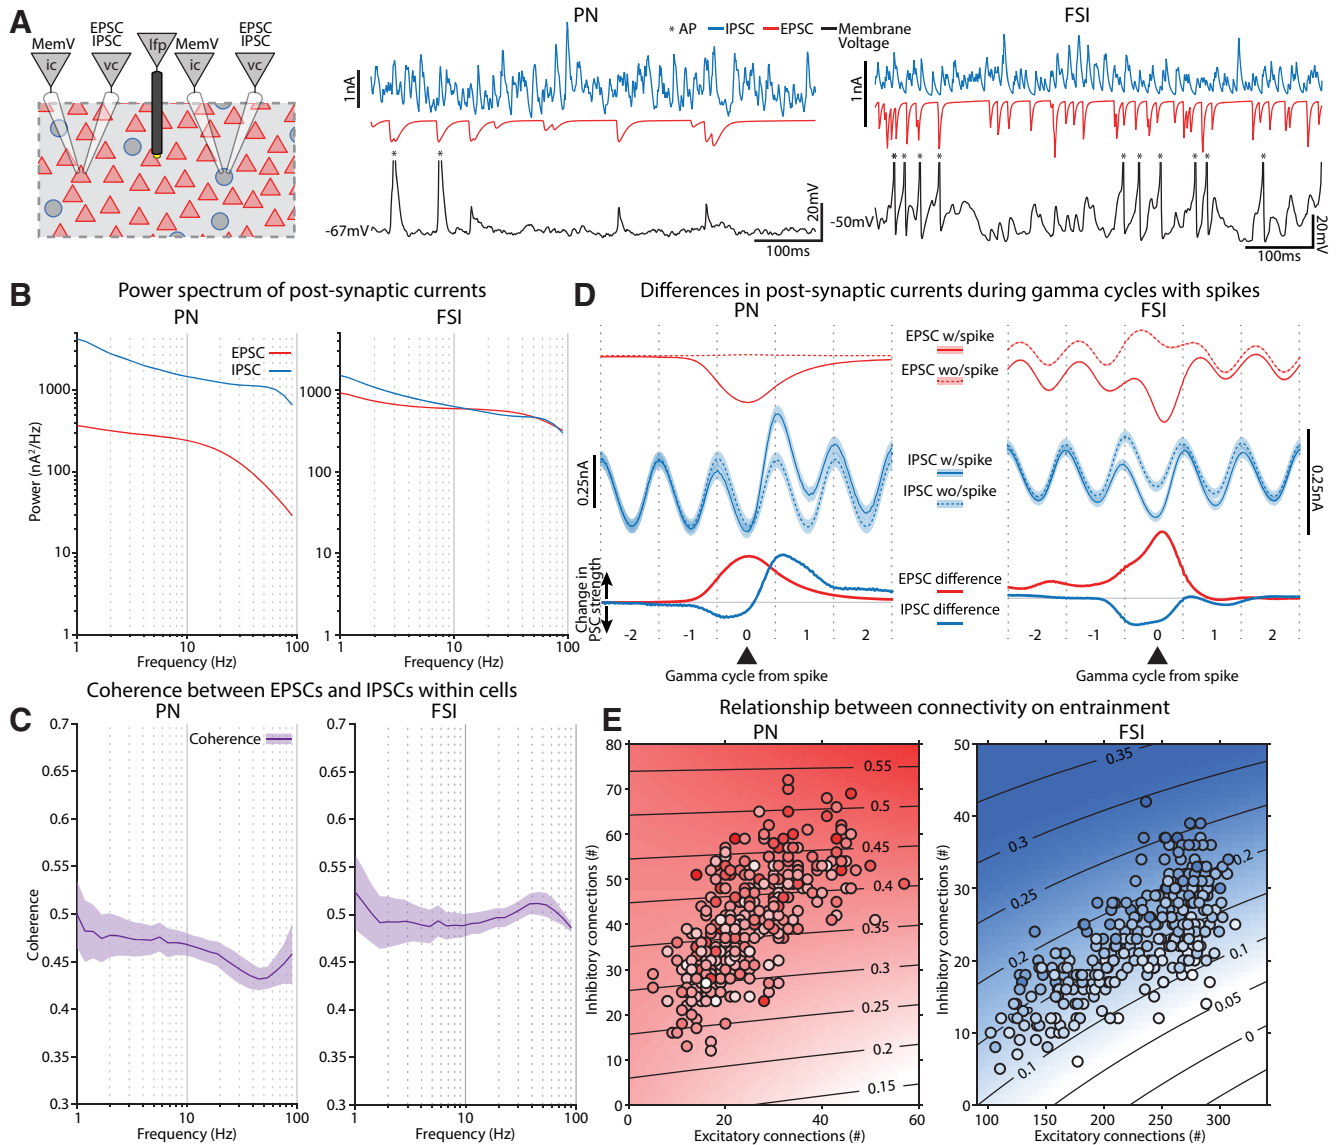 A
MemV
EPSC
IPSC
lfp
MemV
EPSC
IPSC
ic
vc
ic
vc
PN
* AP
IPSC
EPSC
Membrane
Voltage
FSI
1nA
* *
-67mV
20mV
100ms
1nA
* * * * * * * * * *
-50mV
20mV
100ms
B
Power spectrum of post-synaptic currents
PN
FSI
EPSC
IPSC
Power (nA²/Hz)
1000
100
10
1
1
10
100
Frequency (Hz)
1000
100
10
1
1
10
100
Frequency (Hz)
C
Coherence between EPSCs and IPSCs within cells
PN
FSI
Coherence
Coherence
0.7
0.65
0.6
0.55
0.5
0.45
0.4
0.35
0.3
1
10
100
Frequency (Hz)
0.7
0.65
0.6
0.55
0.5
0.45
0.4
0.35
0.3
1
10
100
Frequency (Hz)
D
Differences in post-synaptic currents during gamma cycles with spikes
PN
FSI
EPSC w/spike
EPSC wo/spike
IPSC w/spike
IPSC wo/spike
0.25nA
0.25nA
EPSC difference
IPSC difference
Change in
PSC strength
-2 -1 0 1 2
Gamma cycle from spike
-2 -1 0 1 2
Gamma cycle from spike
E
Relationship between connectivity on entrainment
PN
FSI
Inhibitory connections (#)
80
70
60
50
40
30
20
10
0
0.55
0.5
0.45
0.4
0.35
0.3
0.25
0.2
0.15
0 20 40 60
Excitatory connections (#)
Inhibitory connections (#)
50
40
30
20
10
0
0.35
0.3
0.25
0.2
0.2
0.1
0.1
0.05
0
100 150 200 250 300
Excitatory connections (#)